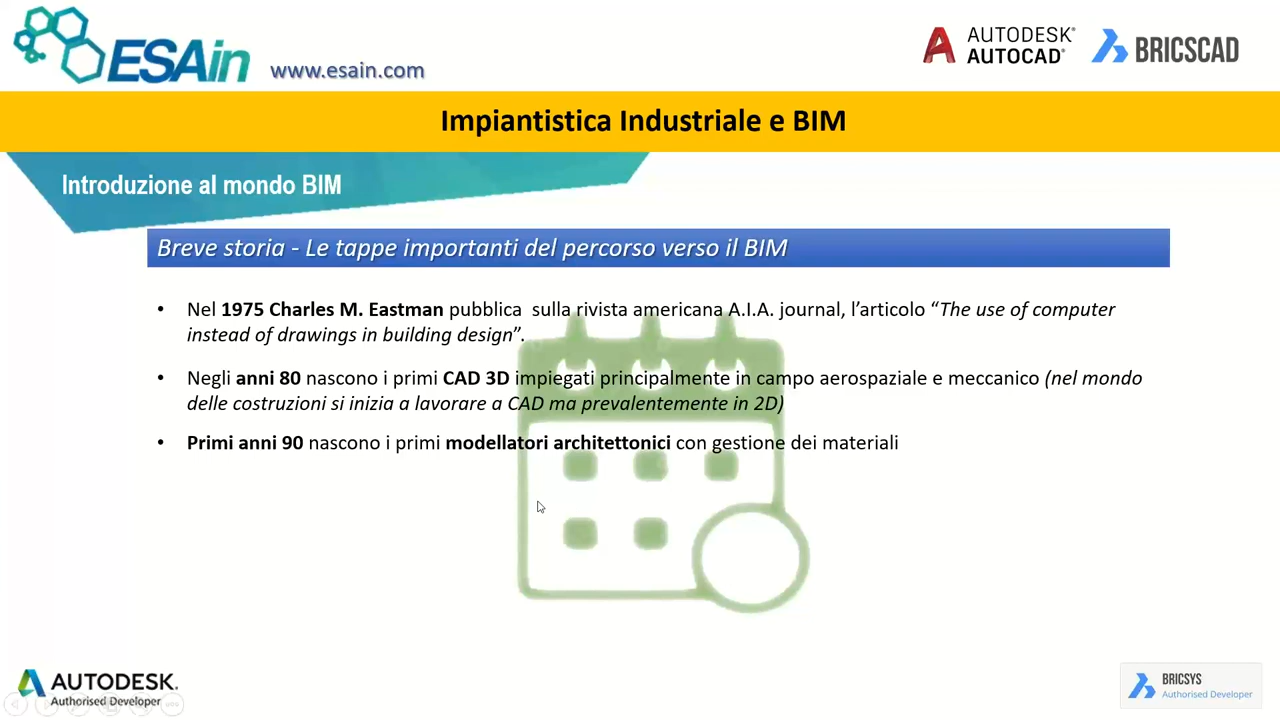 ESAin
www.esain.com
AUTODESK®
AUTOCAD®
BRICSCAD
Impiantistica Industriale e BIM
Introduzione al mondo BIM
Breve storia - Le tappe importanti del percorso verso il BIM
• Nel 1975 Charles M. Eastman pubblica  sulla rivista americana A.I.A. journal, l’articolo “The use of computer
instead of drawings in building design”.
• Negli anni 80 nascono i primi CAD 3D impiegati principalmente in campo aerospaziale e meccanico (nel mondo
delle costruzioni si inizia a lavorare a CAD ma prevalentemente in 2D)
• Primi anni 90 nascono i primi modellatori architettonici con gestione dei materiali
AUTODESK.
Authorised Developer
BRICSYS
Authorized Developer